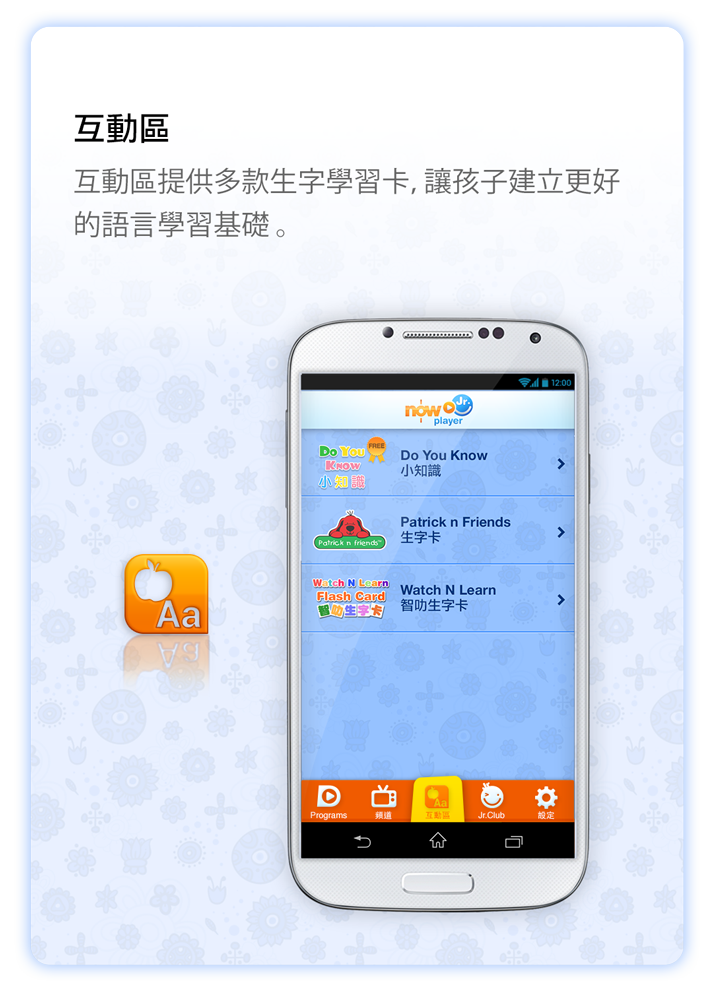 互動區
互動區提供多款生字學習卡, 讓孩子建立更好
的語言學習基礎。
12:00
now Jr.
player
Do You
Know
小知識
FREE
Do You Know
小知識
Patrick n friends™
Patrick n Friends
生字卡
Watch N Learn
Flash Card
智叻生字卡
Watch N Learn
智叻生字卡
Aa
Programs
頻道
Aa
互動區
Jr.Club
設定